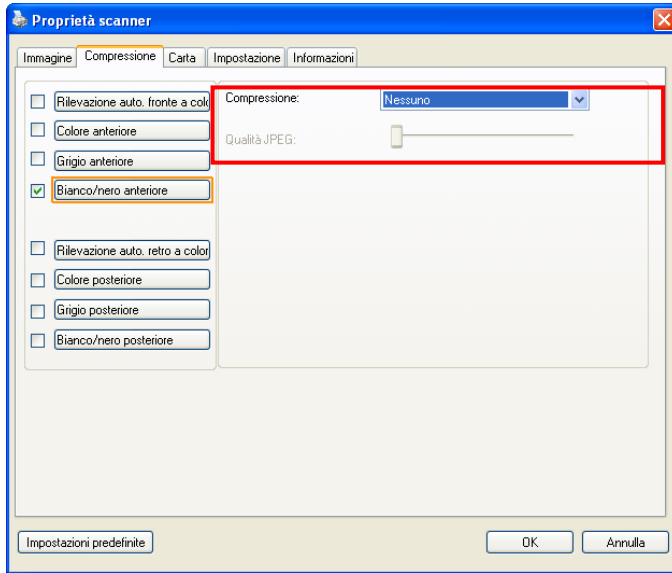 Proprietà scanner
Immagine Compressione Carta Impostazione Informazioni
Rilevazione auto. fronte a colo
Colore anteriore
Grigio anteriore
Bianco/nero anteriore
Rilevazione auto. retro a color
Colore posteriore
Grigio posteriore
Bianco/nero posteriore
Compressione: Nessuno
Qualità JPEG:
Impostazioni predefinite OK Annulla